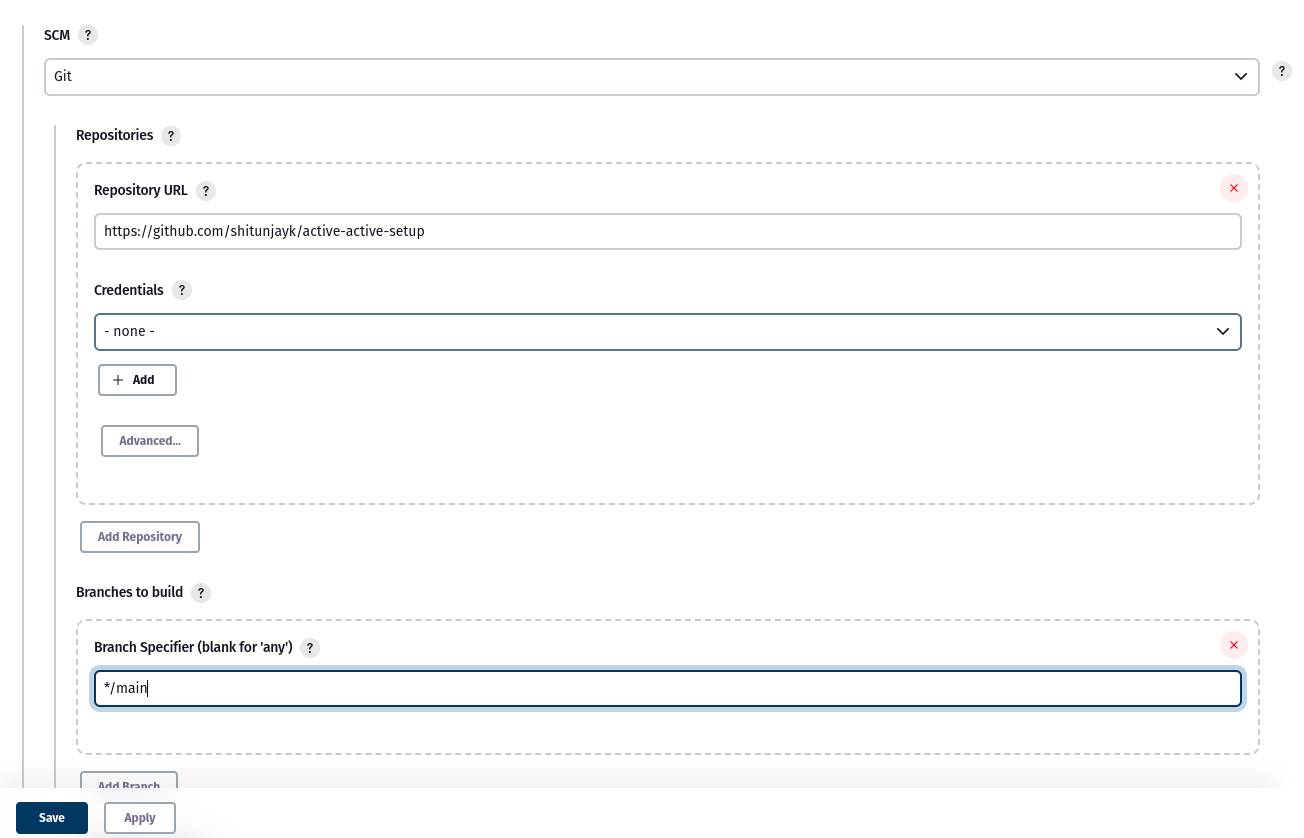 SCM ?
Git
?
Repositories ?
Repository URL ?
https://github.com/shitunjayk/active-active-setup
Credentials ?
- none -
Add
Advanced...
Add Repository
Branches to build ?
Branch Specifier (blank for 'any') ?
*/main
Add Branch
Save Apply